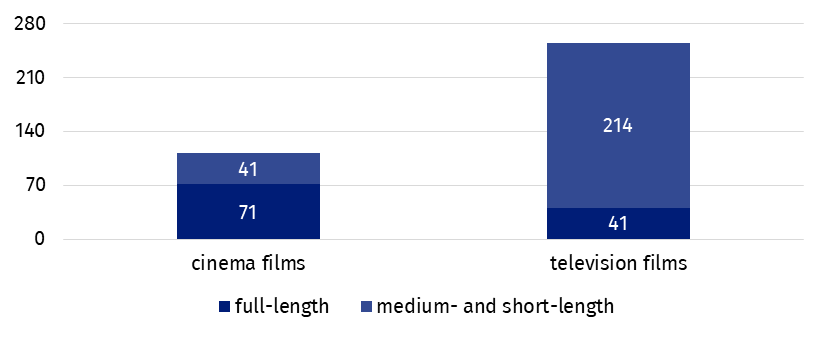 280
210
140
70
0
41
71
214
41
cinema films
television films
full-length
medium- and short-length